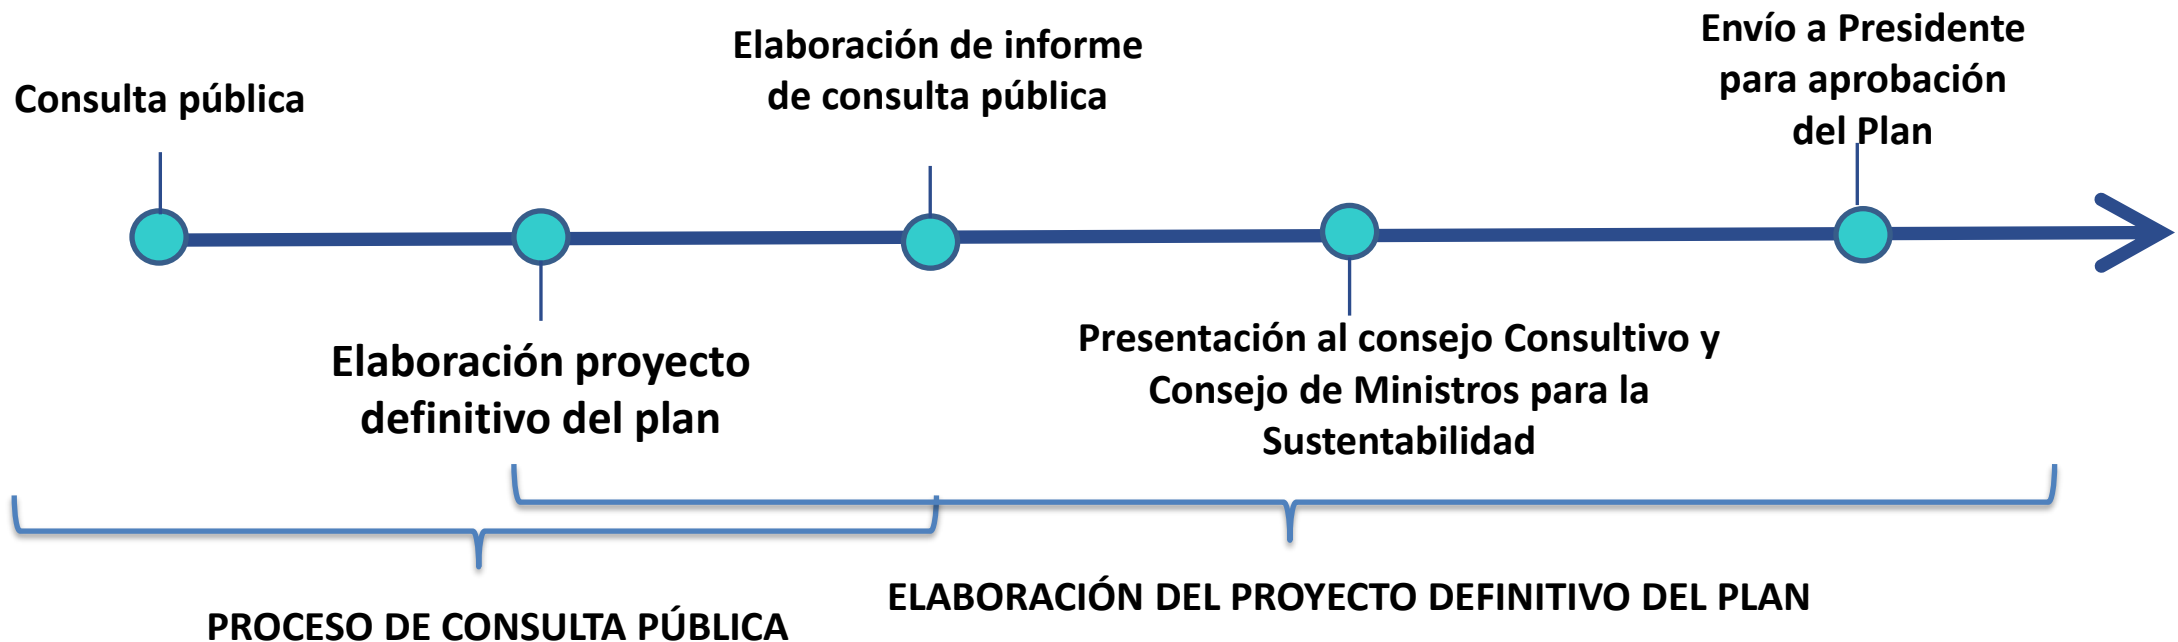 Consulta pública
Elaboración proyecto
definitivo del plan
Elaboración de informe
de consulta pública
Presentación al consejo Consultivo y
Consejo de Ministros para la
Sustentabilidad
Envío a Presidente
para aprobación
del Plan
PROCESO DE CONSULTA PÚBLICA
ELABORACIÓN DEL PROYECTO DEFINITIVO DEL PLAN